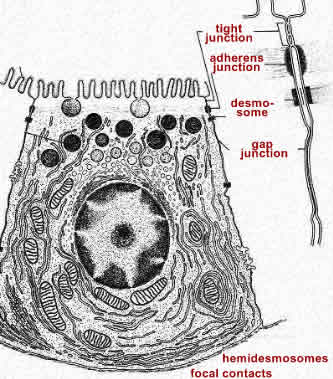 tight
junction
adherens
junction
desmo-
some
gap
junction
hemidesmosomes
focal contacts